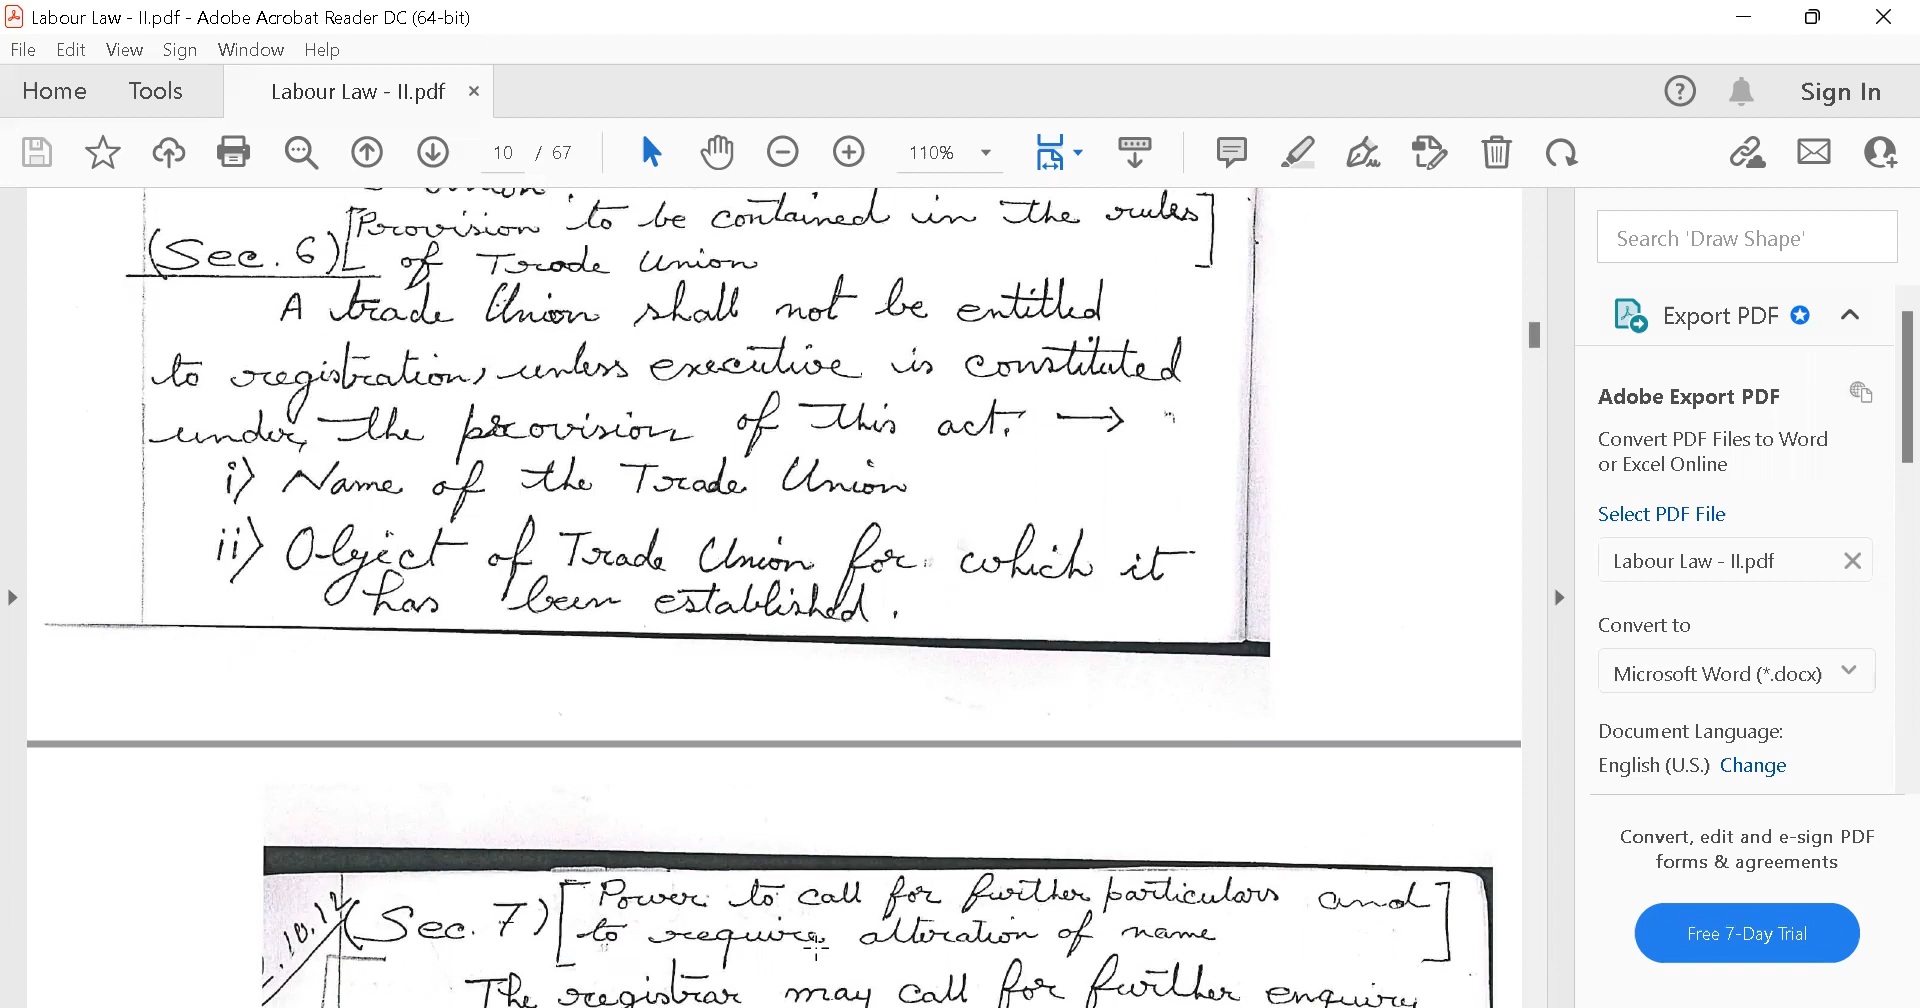 Labour Law - II.pdf - Adobe Acrobat Reader DC (64-bit)
File Edit View Sign Window Help
Home Tools Labour Law - II.pdf × Sign In
10 / 67 110%
[Provision to be contained in the rules
(Sec. 6) of Trade Union]
A trade Union shall not be entitled
to registration, unless executive is constituted
under, the provision of this act. →
i) Name of the Trade Union
ii) Object of Trade Union for which it
has been established.
(Sec. 7) [Power to call for further particulars and
to require alteration of name]
The registrar may call for further enquiry
Search 'Draw Shape'
Export PDF
Adobe Export PDF
Convert PDF Files to Word
or Excel Online
Select PDF File
Labour Law - II.pdf
Convert to
Microsoft Word (*.docx)
Document Language:
English (U.S.) Change
Convert, edit and e-sign PDF
forms & agreements
Free 7-Day Trial